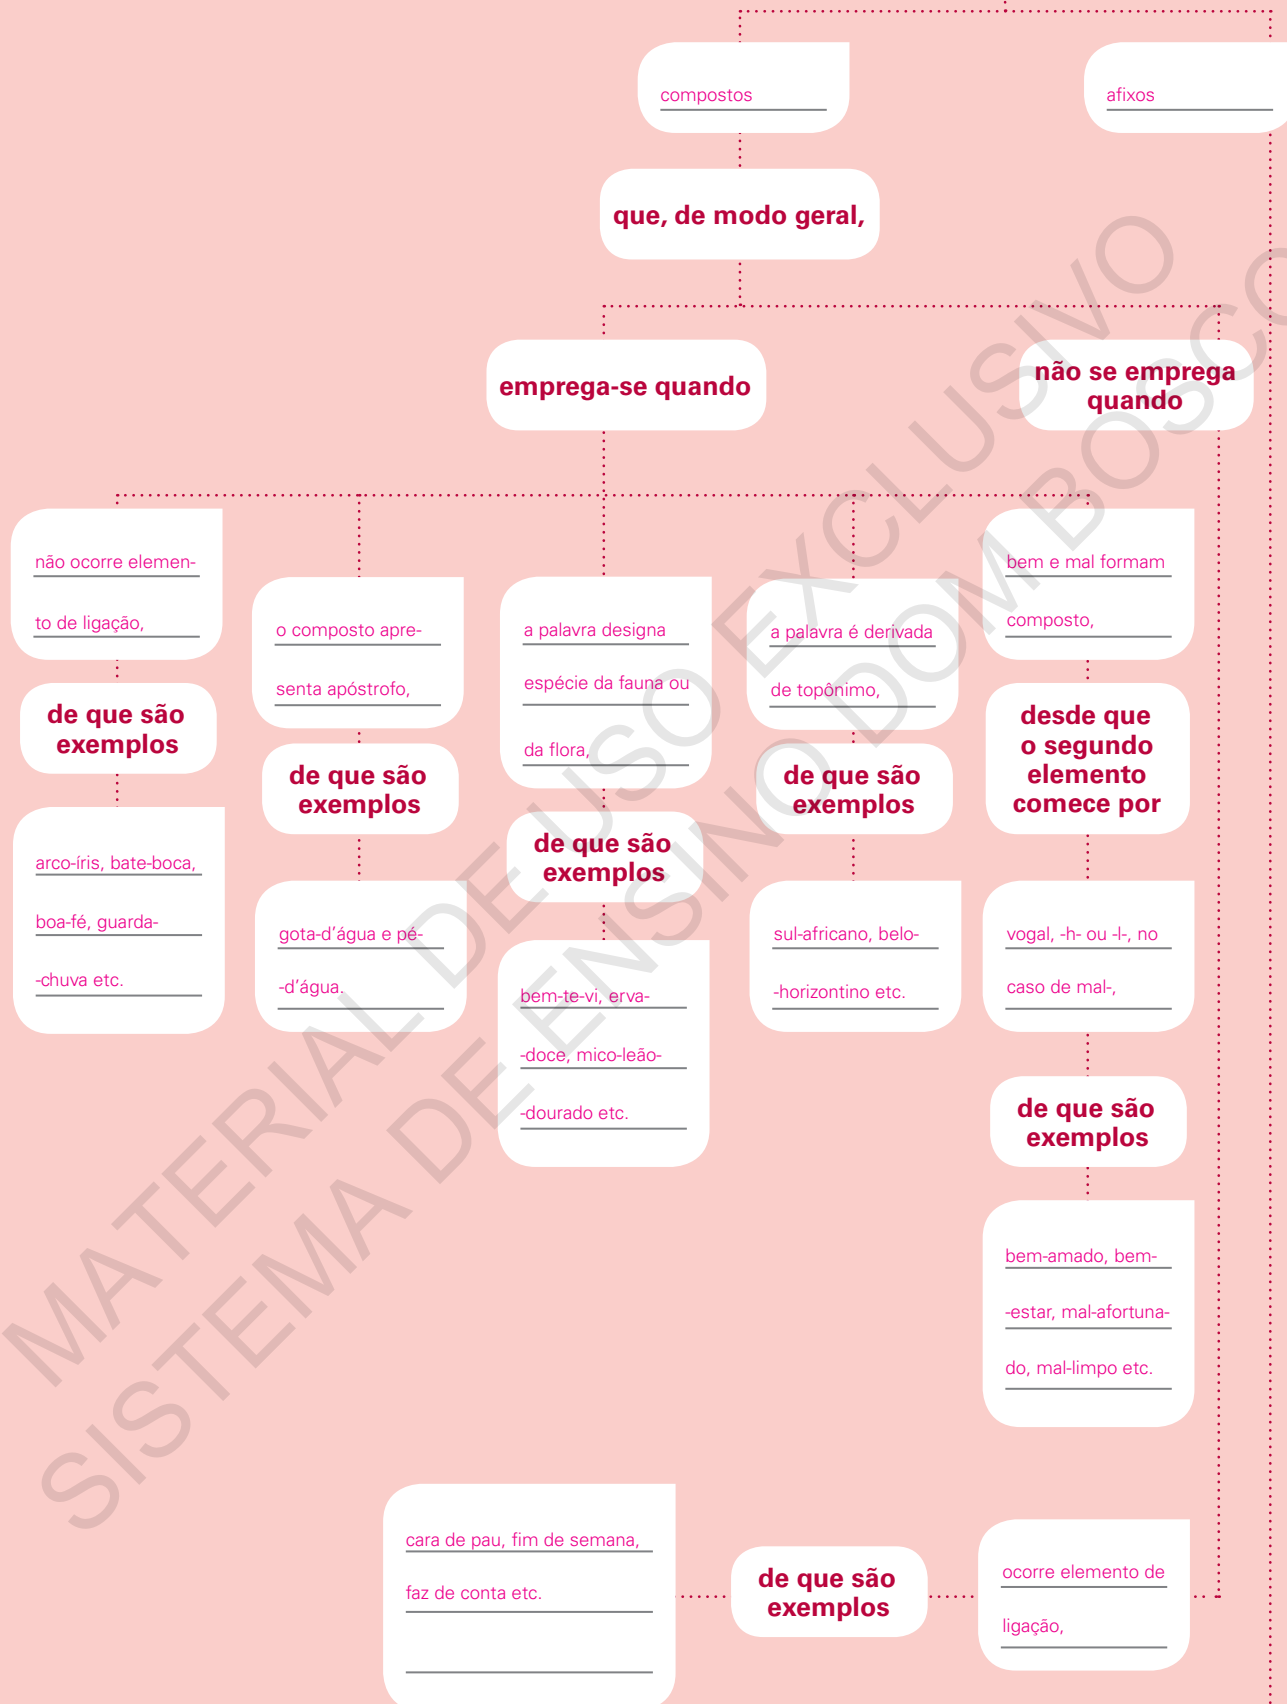 compostos
afixos
que, de modo geral,
emprega-se quando
não se emprega
quando
não ocorre elemen-
to de ligação,
de que são
exemplos
arco-íris, bate-boca,
boa-fé, guarda-
-chuva etc.
o composto apre-
senta apóstrofo,
de que são
exemplos
gota-d’água e pé-
-d’água.
a palavra designa
espécie da fauna ou
da flora,
de que são
exemplos
bem-te-vi, erva-
-doce, mico-leão-
-dourado etc.
a palavra é derivada
de topônimo,
de que são
exemplos
sul-africano, belo-
-horizontino etc.
bem e mal formam
composto,
desde que
o segundo
elemento
comece por
vogal, -h- ou -l-, no
caso de mal-,
de que são
exemplos
bem-amado, bem-
-estar, mal-afortuna-
do, mal-limpo etc.
cara de pau, fim de semana,
faz de conta etc.
de que são
exemplos
ocorre elemento de
ligação,
MATERIAL DE USO EXCLUSIVO
SISTEMA DE ENSINO DOM BOSCO